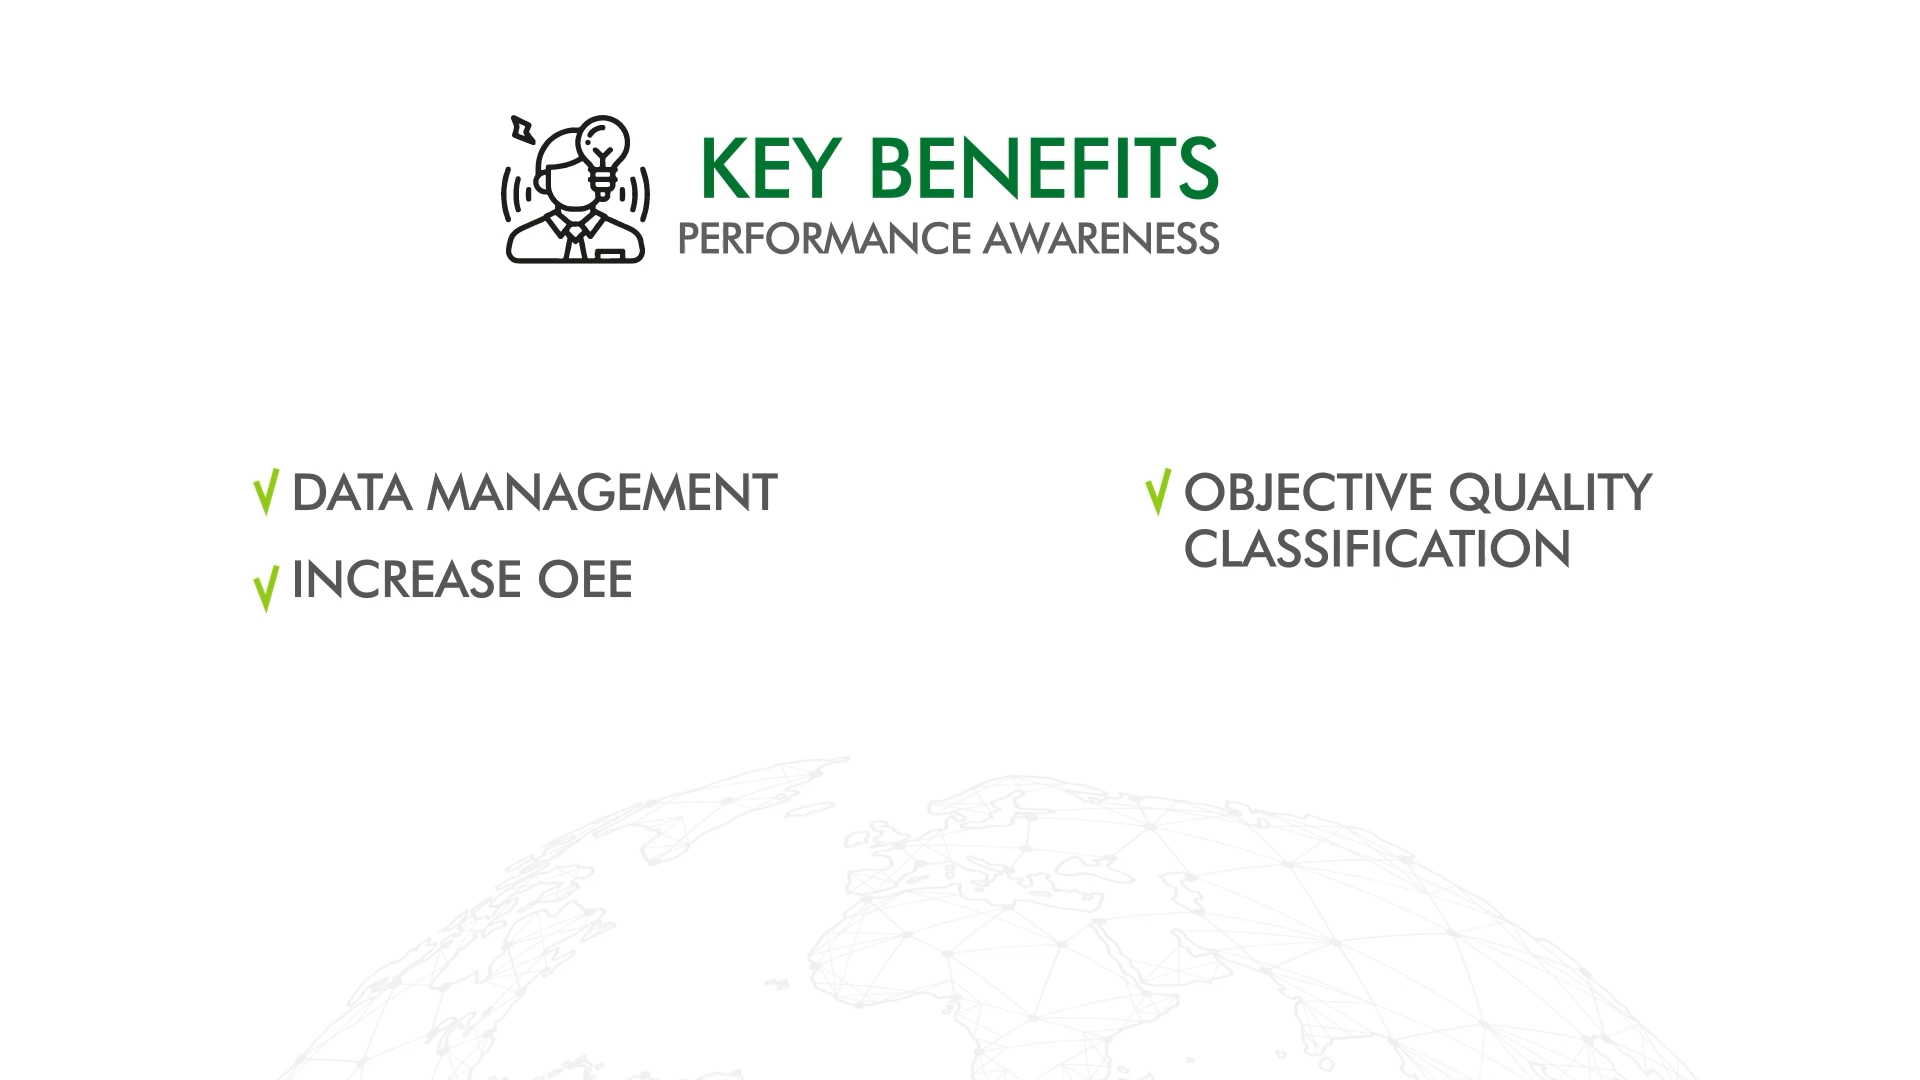 KEY BENEFITS
PERFORMANCE AWARENESS
DATA MANAGEMENT
INCREASE OEE
OBJECTIVE QUALITY
CLASSIFICATION